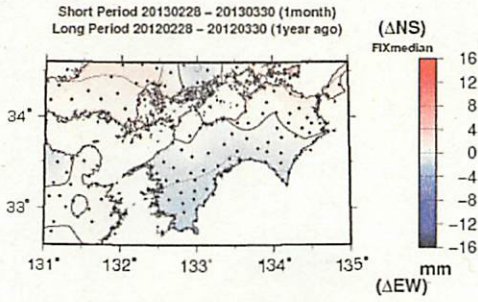 Short Period 20130228 – 20130330 (1month)
Long Period 20120228 – 20120330 (1year ago)
(ΔNS)
FIXmedian
16
12
8
4
0
−4
−8
−12
−16
mm
(ΔEW)
34°
33°
131° 132° 133° 134° 135°